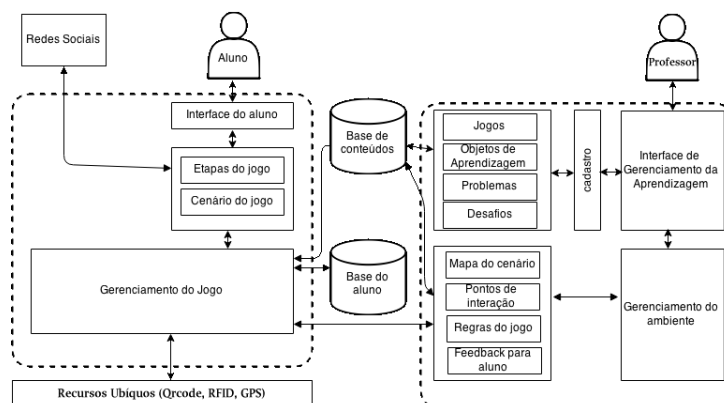 Redes Sociais
Aluno
Professor
Interface do aluno
Etapas do jogo
Cenário do jogo
Gerenciamento do Jogo
Recursos Ubíquos (Qrcode, RFID, GPS)
Base de
conteúdos
Base do
aluno
Jogos
Objetos de
Aprendizagem
Problemas
Desafios
cadastro
Interface de
Gerenciamento da
Aprendizagem
Mapa do cenário
Pontos de
interação
Regras do jogo
Feedback para
aluno
Gerenciamento do
ambiente